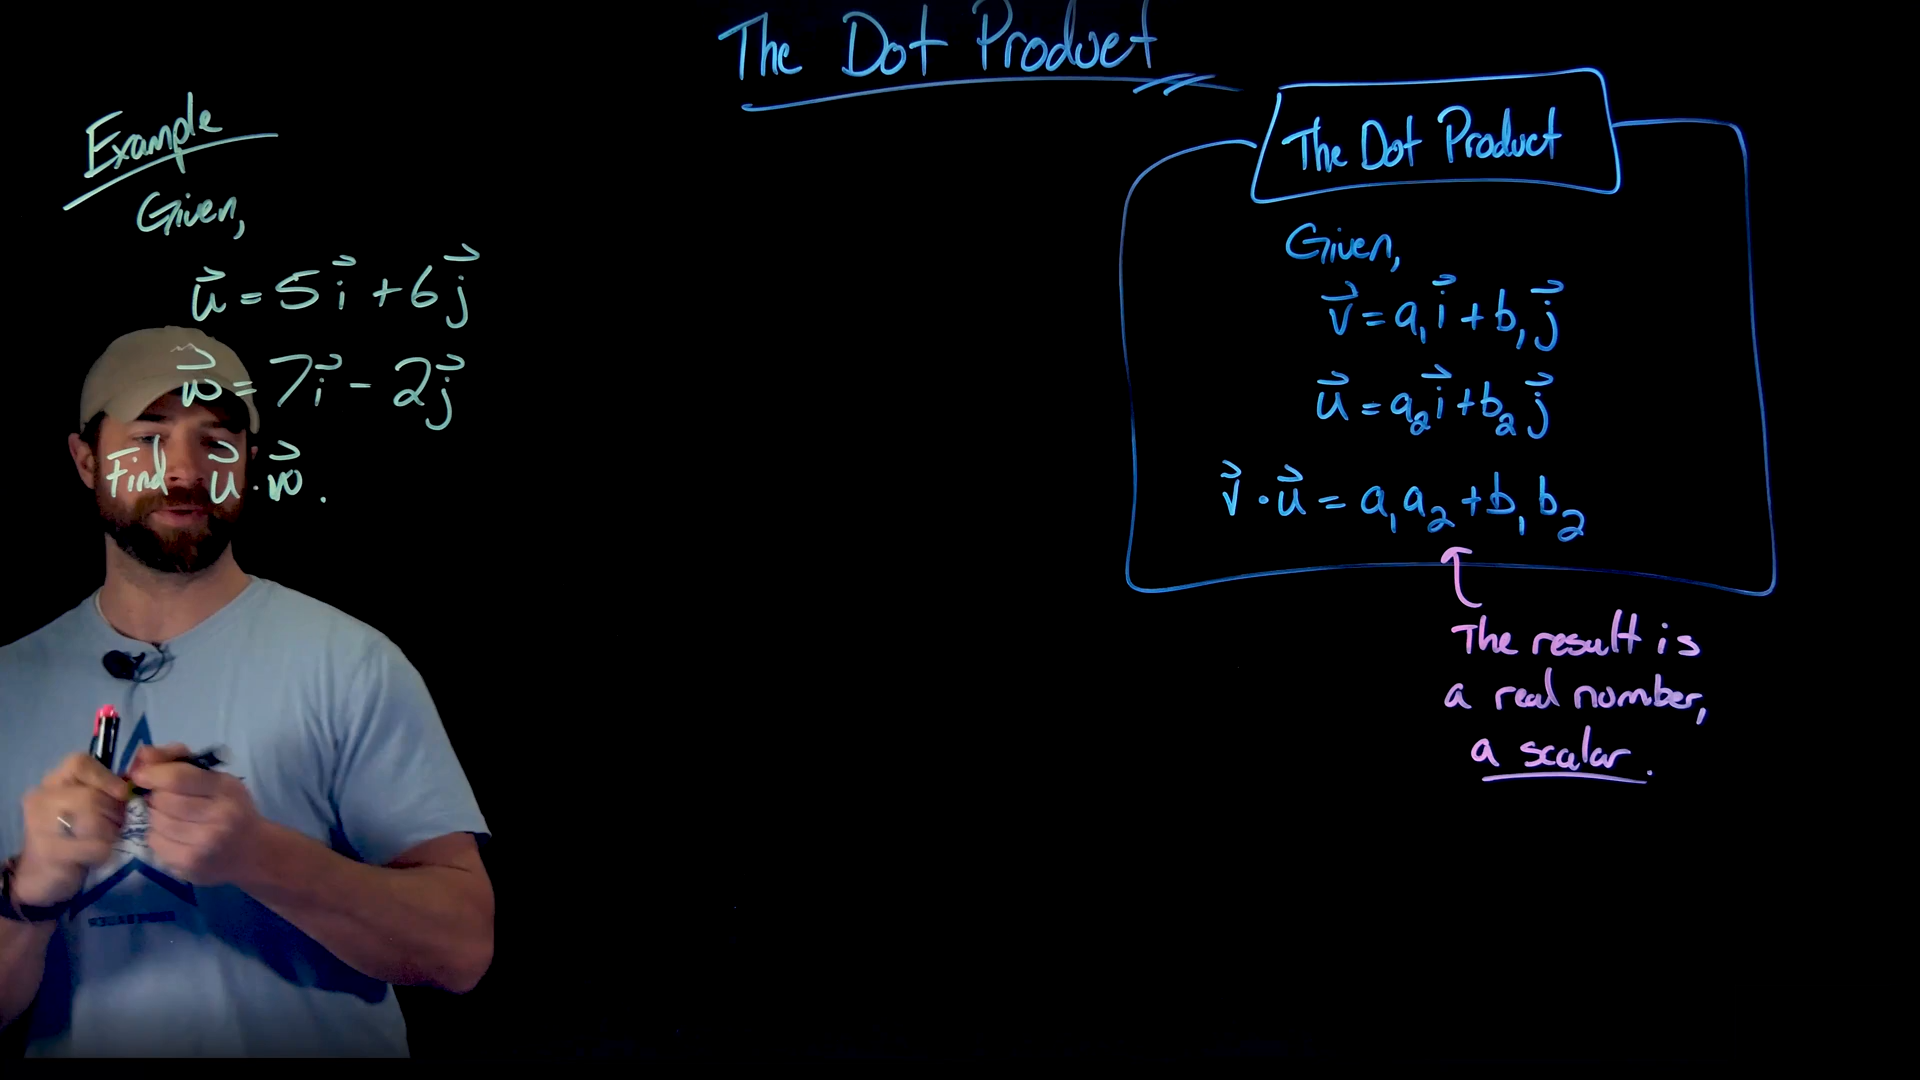 The Dot Product
Example
Given,
u⃗ = 5i⃗ + 6j⃗
w⃗ = 7i⃗ - 2j⃗
Find u⃗ · w⃗.
The Dot Product
Given,
v⃗ = a₁i⃗ + b₁j⃗
u⃗ = a₂i⃗ + b₂j⃗
v⃗ · u⃗ = a₁a₂ + b₁b₂
The result is
a real number,
a scalar.